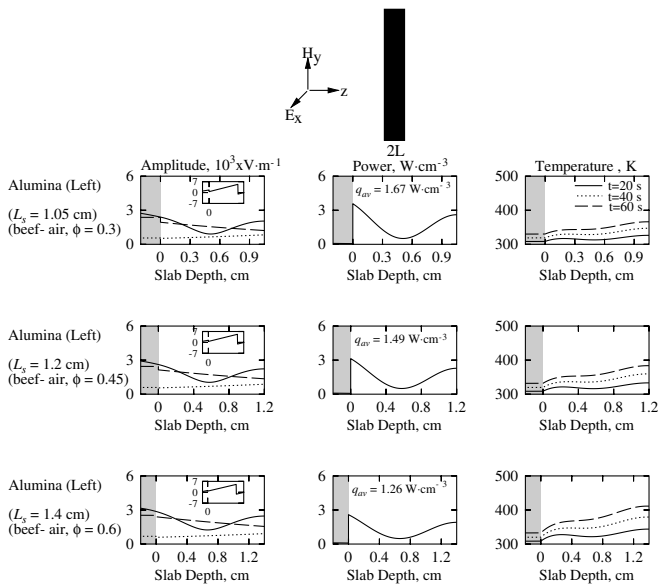 H_y
z
E_x
2L
Amplitude, 10³xV·m⁻¹ Power, W·cm⁻³ Temperature , K
Alumina (Left)
(L_s = 1.05 cm)
(beef- air, ϕ = 0.3)
6
3
0
7
0
-7
0
0 0.3 0.6 0.9
Slab Depth, cm
q_av = 1.67 W·cm⁻³
0 0.3 0.6 0.9
Slab Depth, cm
500
400
300
t=20 s
t=40 s
t=60 s
0 0.3 0.6 0.9
Slab Depth, cm
Alumina (Left)
(L_s = 1.2 cm)
(beef- air, ϕ = 0.45)
6
3
0
7
0
-7
0
0 0.4 0.8 1.2
Slab Depth, cm
q_av = 1.49 W·cm⁻³
0 0.4 0.8 1.2
Slab Depth, cm
500
400
300
0 0.4 0.8 1.2
Slab Depth, cm
Alumina (Left)
(L_s = 1.4 cm)
(beef- air, ϕ = 0.6)
6
3
0
7
0
-7
0
0 0.4 0.8 1.2
Slab Depth, cm
q_av = 1.26 W·cm⁻³
0 0.4 0.8 1.2
Slab Depth, cm
500
400
300
0 0.4 0.8 1.2
Slab Depth, cm